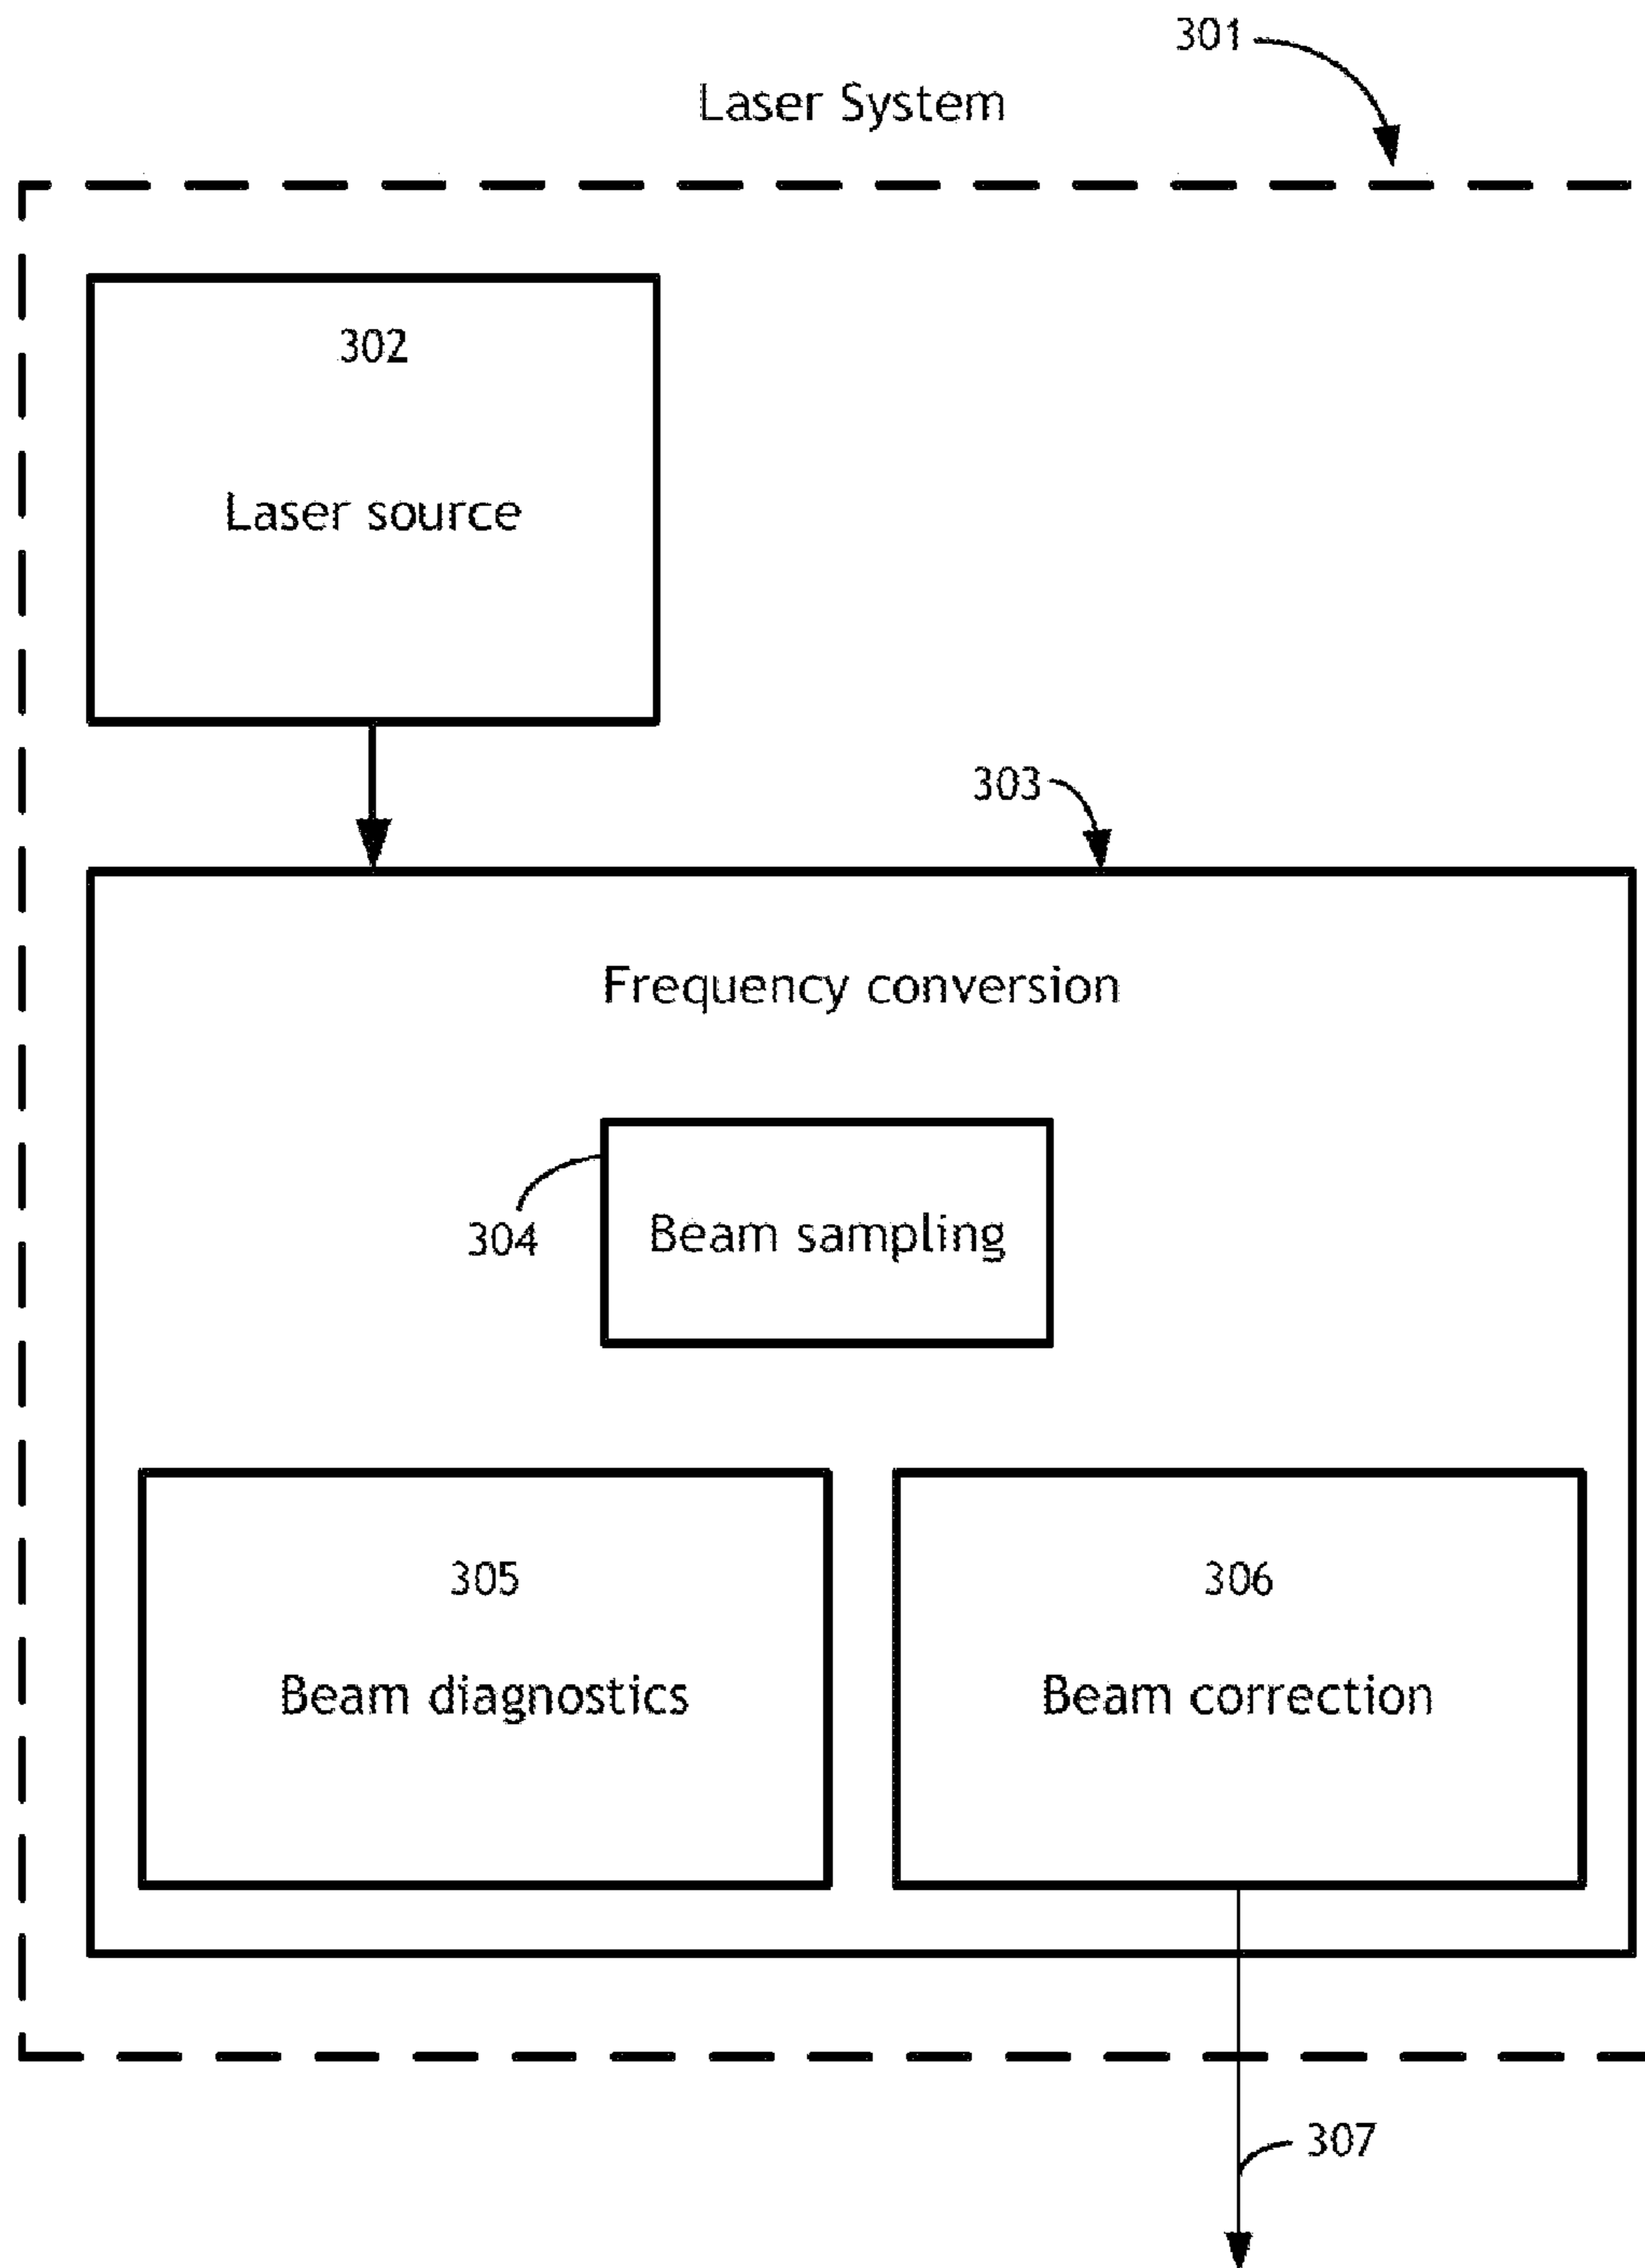 301
Laser System
302
Laser source
303
Frequency conversion
304
Beam sampling
305
Beam diagnostics
306
Beam correction
307